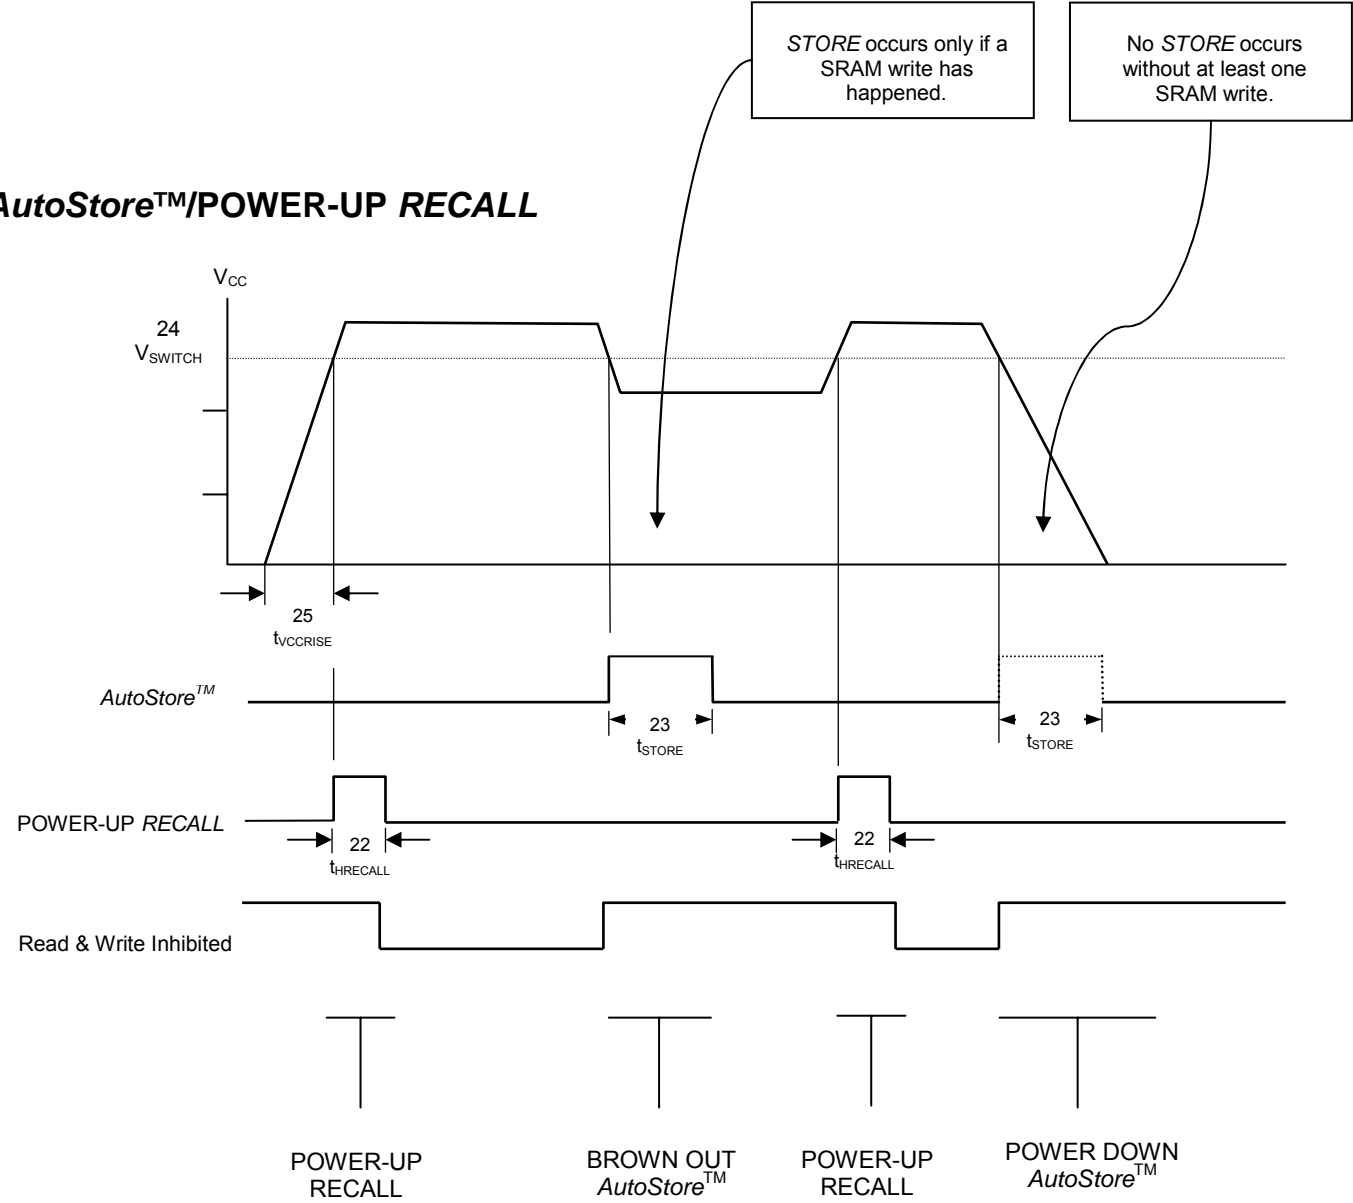 STORE occurs only if a
SRAM write has
happened.
No STORE occurs
without at least one
SRAM write.
AutoStore™/POWER-UP RECALL
VCC
24
VSWITCH
25
tVCCRISE
AutoStoreTM
23
tSTORE
23
tSTORE
POWER-UP RECALL
22
tHRECALL
22
tHRECALL
Read & Write Inhibited
POWER-UP
RECALL
BROWN OUT
AutoStoreTM
POWER-UP
RECALL
POWER DOWN
AutoStoreTM